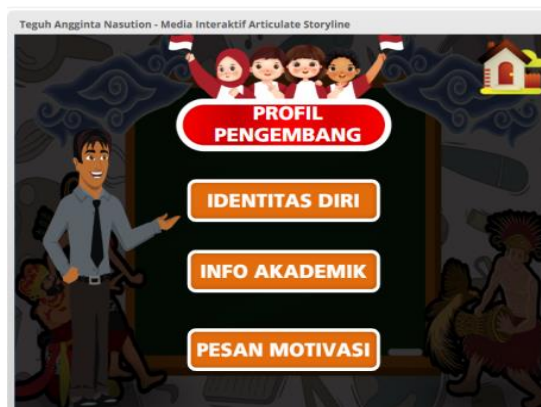 Teguh Angginta Nasution - Media Interaktif Articulate Storyline
PROFIL
PENGEMBANG
IDENTITAS DIRI
INFO AKADEMIK
PESAN MOTIVASI